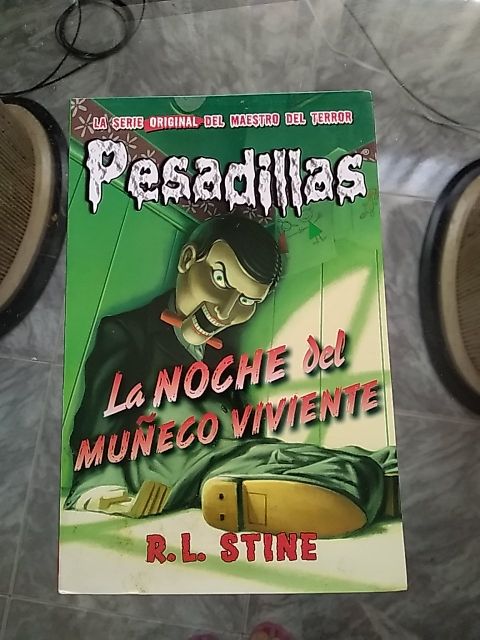 LA SERIE ORIGINAL DEL MAESTRO DEL TERROR
Pesadillas®
La NOCHE del
MUÑECO VIVIENTE
R.L. STINE